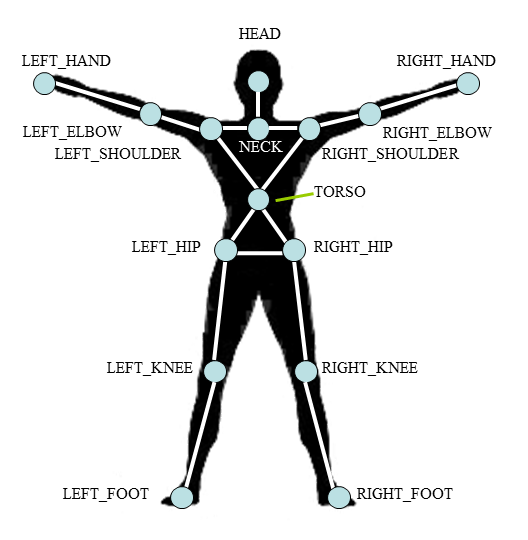 HEAD
LEFT_HAND
RIGHT_HAND
LEFT_ELBOW
RIGHT_ELBOW
LEFT_SHOULDER
NECK
RIGHT_SHOULDER
TORSO
LEFT_HIP
RIGHT_HIP
LEFT_KNEE
RIGHT_KNEE
LEFT_FOOT
RIGHT_FOOT